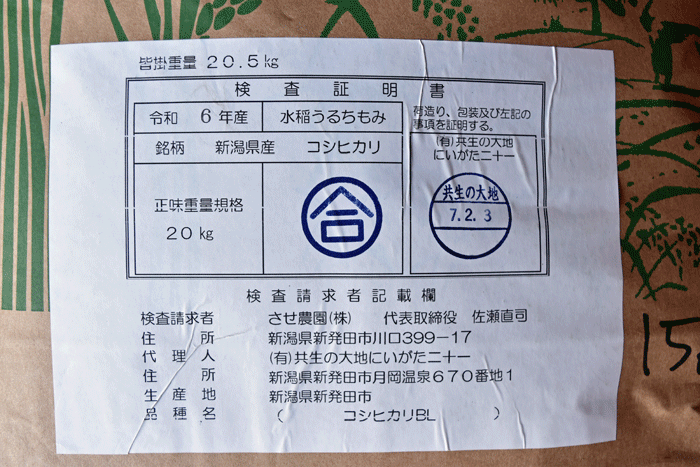 皆掛重量 20.5kg
検査証明書
令和 6年産 水稲うるちもみ
荷造り、包装及び左記の
事項を証明する。
銘柄 新潟県産 コシヒカリ
(有)共生の大地
にいがた二十一
正味重量規格
20kg
合
共生の大地
7.2.3
検査請求者記載欄
検査請求者 させ農園(株) 代表取締役 佐瀬直司
住所 新潟県新発田市川口399-17
代理人 (有)共生の大地にいがた二十一
住所 新潟県新発田市月岡温泉670番地1
生産地 新潟県新発田市
品種名 ( コシヒカリBL )
15